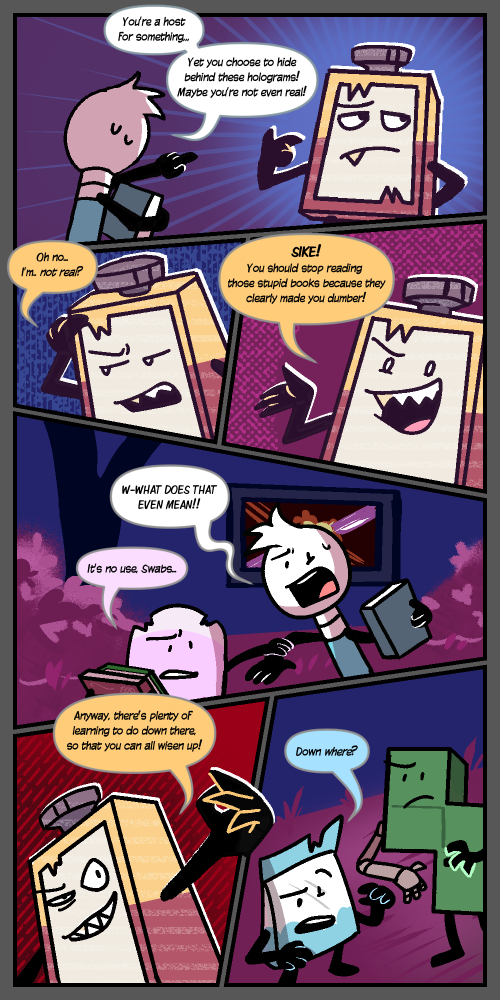 You're a host
For something...
Yet you choose to hide
behind these holograms!
Maybe you're not even real!
Oh no...
I'm.. not real?
SIKE!
You should stop reading
those stupid books because they
clearly made you dumber!
W-WHAT DOES THAT
EVEN MEAN!!
It's no use, Swabs...
Anyway, there's plenty of
learning to do down there,
so that you can all wisen up!
Down where?